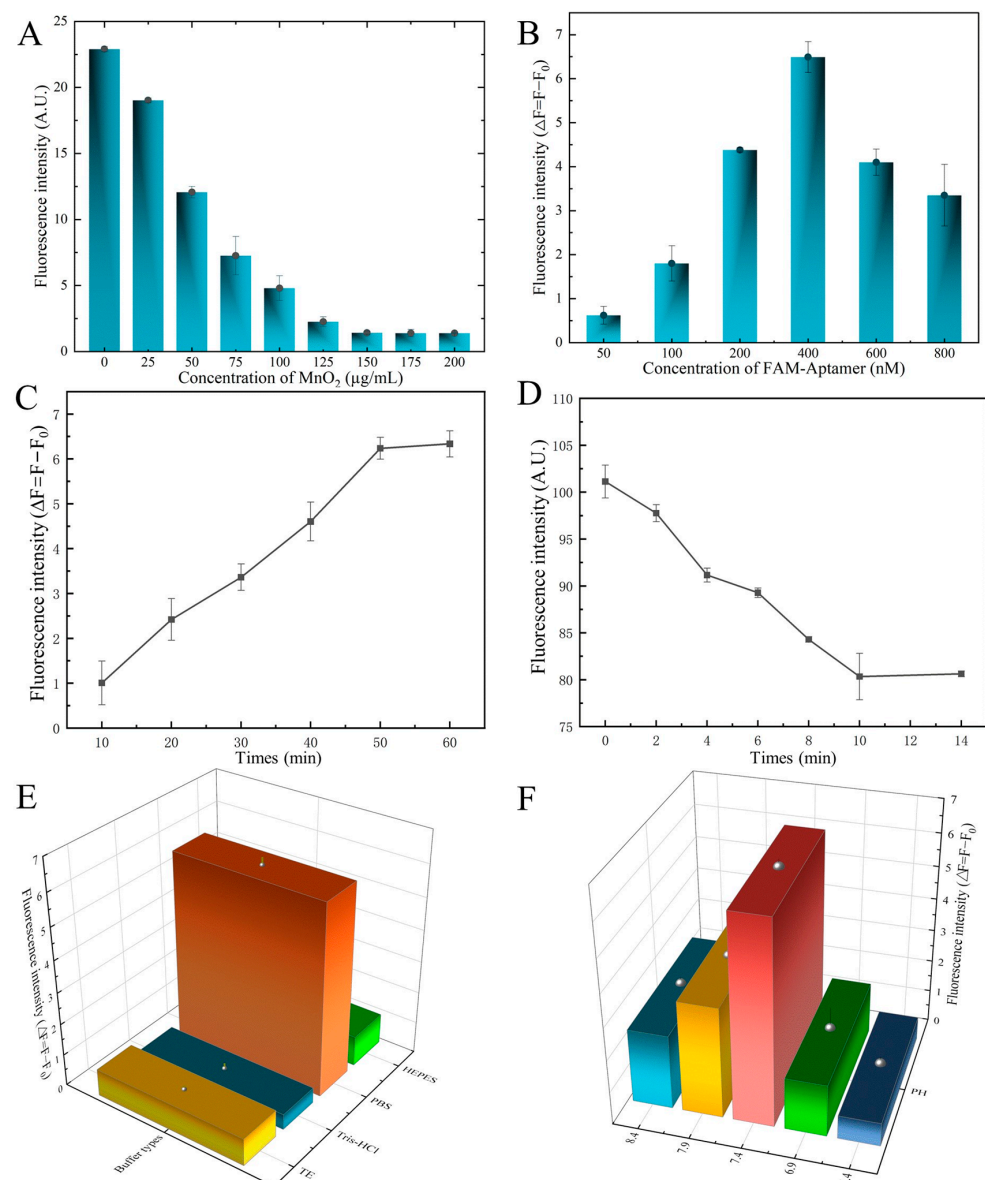 A
Fluorescence intensity (A.U.)
25
20
15
10
5
0
0 25 50 75 100 125 150 175 200
Concentration of MnO2 (μg/mL)
B
Fluorescence intensity (△F=F−F0)
7
6
5
4
3
2
1
0
50 100 200 400 600 800
Concentration of FAM-Aptamer (nM)
C
Fluorescence intensity (ΔF=F−F0)
7
6
5
4
3
2
1
0
10 20 30 40 50 60
Times (min)
D
Fluorescence intensity (A.U.)
110
105
100
95
90
85
80
75
0 2 4 6 8 10 12 14
Times (min)
E
Fluorescence intensity (△F=F−F0)
7
6
5
4
3
2
1
0
Buffer types
TE
Tris-HCl
PBS
HEPES
F
Fluorescence intensity (△F=F−F0)
7
6
5
4
3
2
1
0
PH
8.4
7.9
7.4
6.9
.4